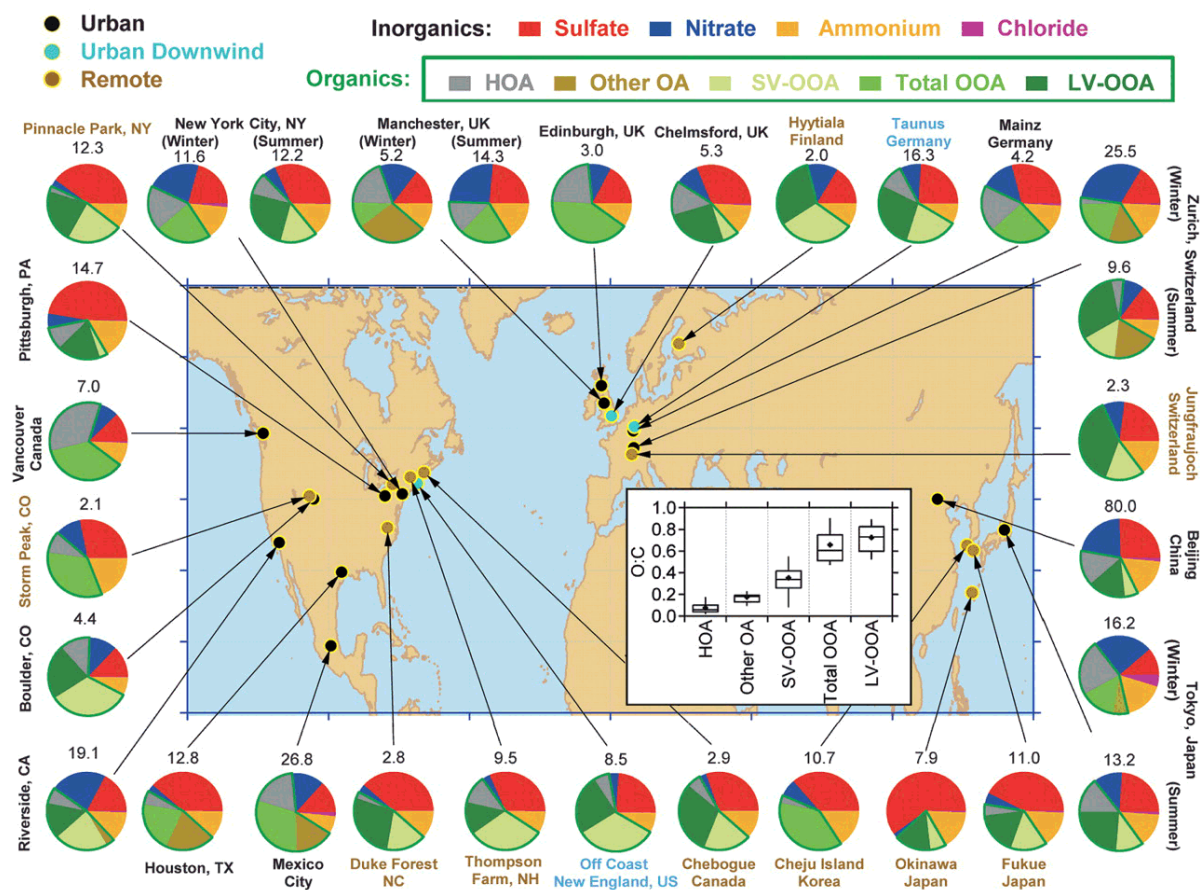 Urban
Urban Downwind
Remote
Inorganics: Sulfate Nitrate Ammonium Chloride
Organics: HOA Other OA SV-OOA Total OOA LV-OOA
Pinnacle Park, NY
12.3
New York City, NY
(Winter) (Summer)
11.6 12.2
Manchester, UK
(Winter) (Summer)
5.2 14.3
Edinburgh, UK
3.0
Chelmsford, UK
5.3
Hyytiala
Finland
2.0
Taunus
Germany
16.3
Mainz
Germany
4.2
25.5
Zurich, Switzerland
(Winter)
(Summer)
9.6
Pittsburgh, PA
14.7
Vancouver
Canada
7.0
Storm Peak, CO
2.1
Boulder, CO
4.4
Riverside, CA
19.1
2.3
Jungfraujoch
Switzerland
80.0
Beijing
China
16.2
Tokyo, Japan
(Winter)
(Summer)
13.2
O:C
1.0
0.8
0.6
0.4
0.2
0.0
HOA
Other OA
SV-OOA
Total OOA
LV-OOA
12.8
Houston, TX
26.8
Mexico
City
2.8
Duke Forest
NC
9.5
Thompson
Farm, NH
8.5
Off Coast
New England, US
2.9
Chebogue
Canada
10.7
Cheju Island
Korea
7.9
Okinawa
Japan
11.0
Fukue
Japan